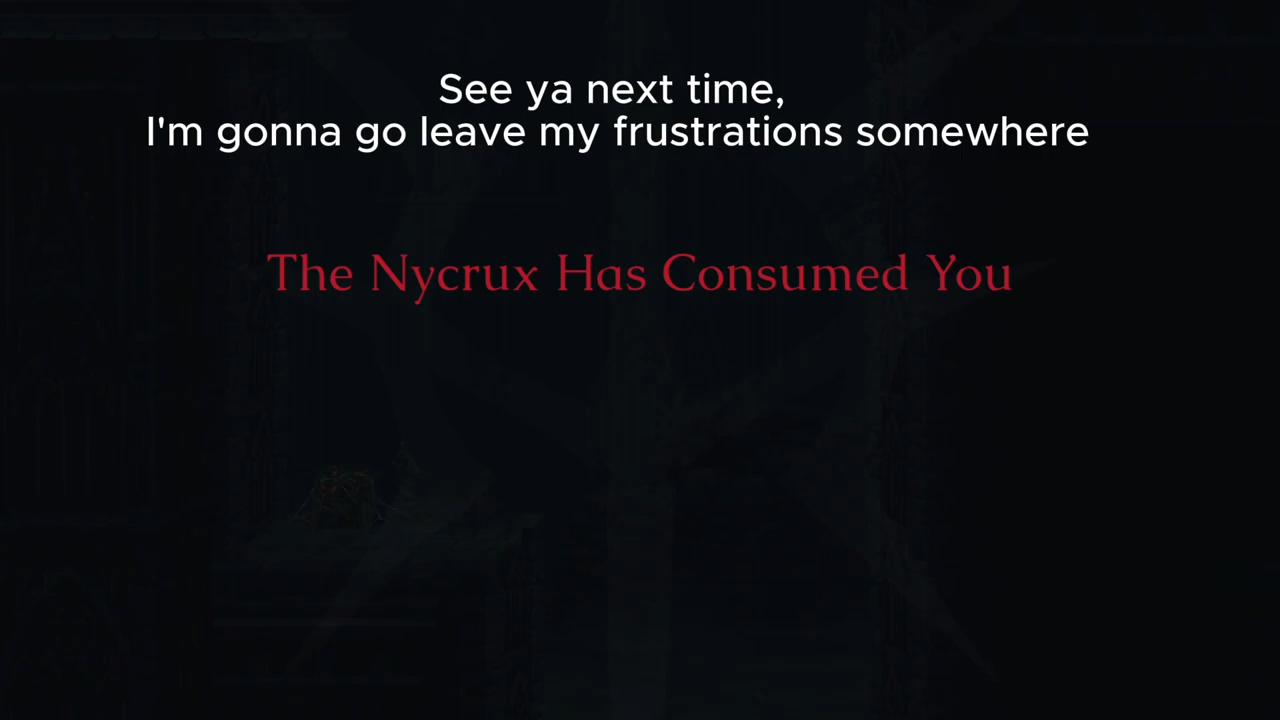 See ya next time,
I'm gonna go leave my frustrations somewhere
The Nycrux Has Consumed You